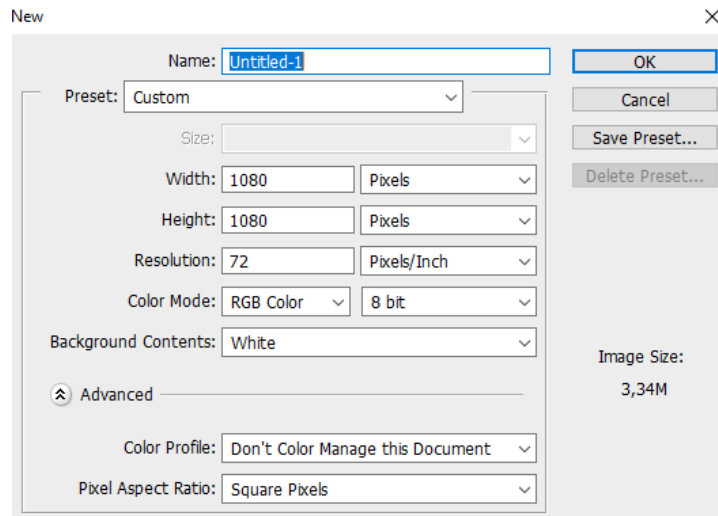 New
Name: Untitled-1
OK
Preset: Custom
Cancel
Size:
Save Preset...
Width: 1080 Pixels
Delete Preset...
Height: 1080 Pixels
Resolution: 72 Pixels/Inch
Color Mode: RGB Color 8 bit
Background Contents: White
Image Size:
3,34M
Advanced
Color Profile: Don't Color Manage this Document
Pixel Aspect Ratio: Square Pixels